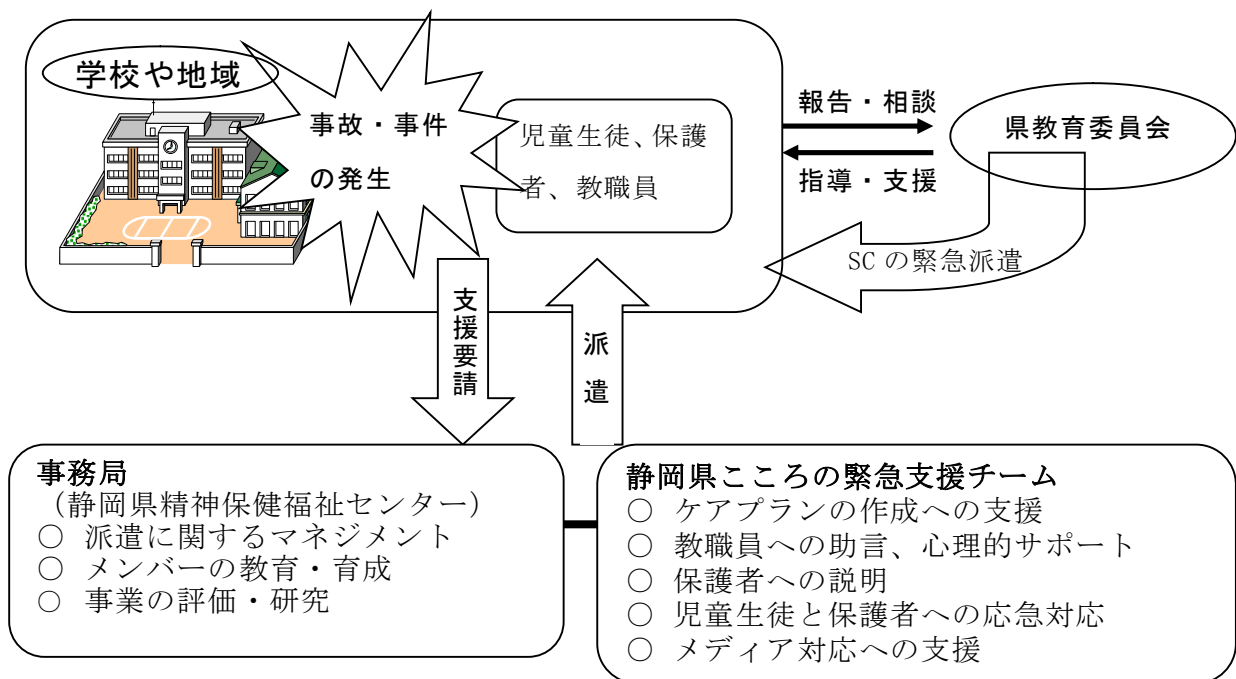 学校や地域
事故・事件
の発生
児童生徒、保護
者、教職員
報告・相談
指導・支援
県教育委員会
SC の緊急派遣
支援要請
派遣
事務局
（静岡県精神保健福祉センター）
○ 派遣に関するマネジメント
○ メンバーの教育・育成
○ 事業の評価・研究
静岡県こころの緊急支援チーム
○ ケアプランの作成への支援
○ 教職員への助言、心理的サポート
○ 保護者への説明
○ 児童生徒と保護者への応急対応
○ メディア対応への支援